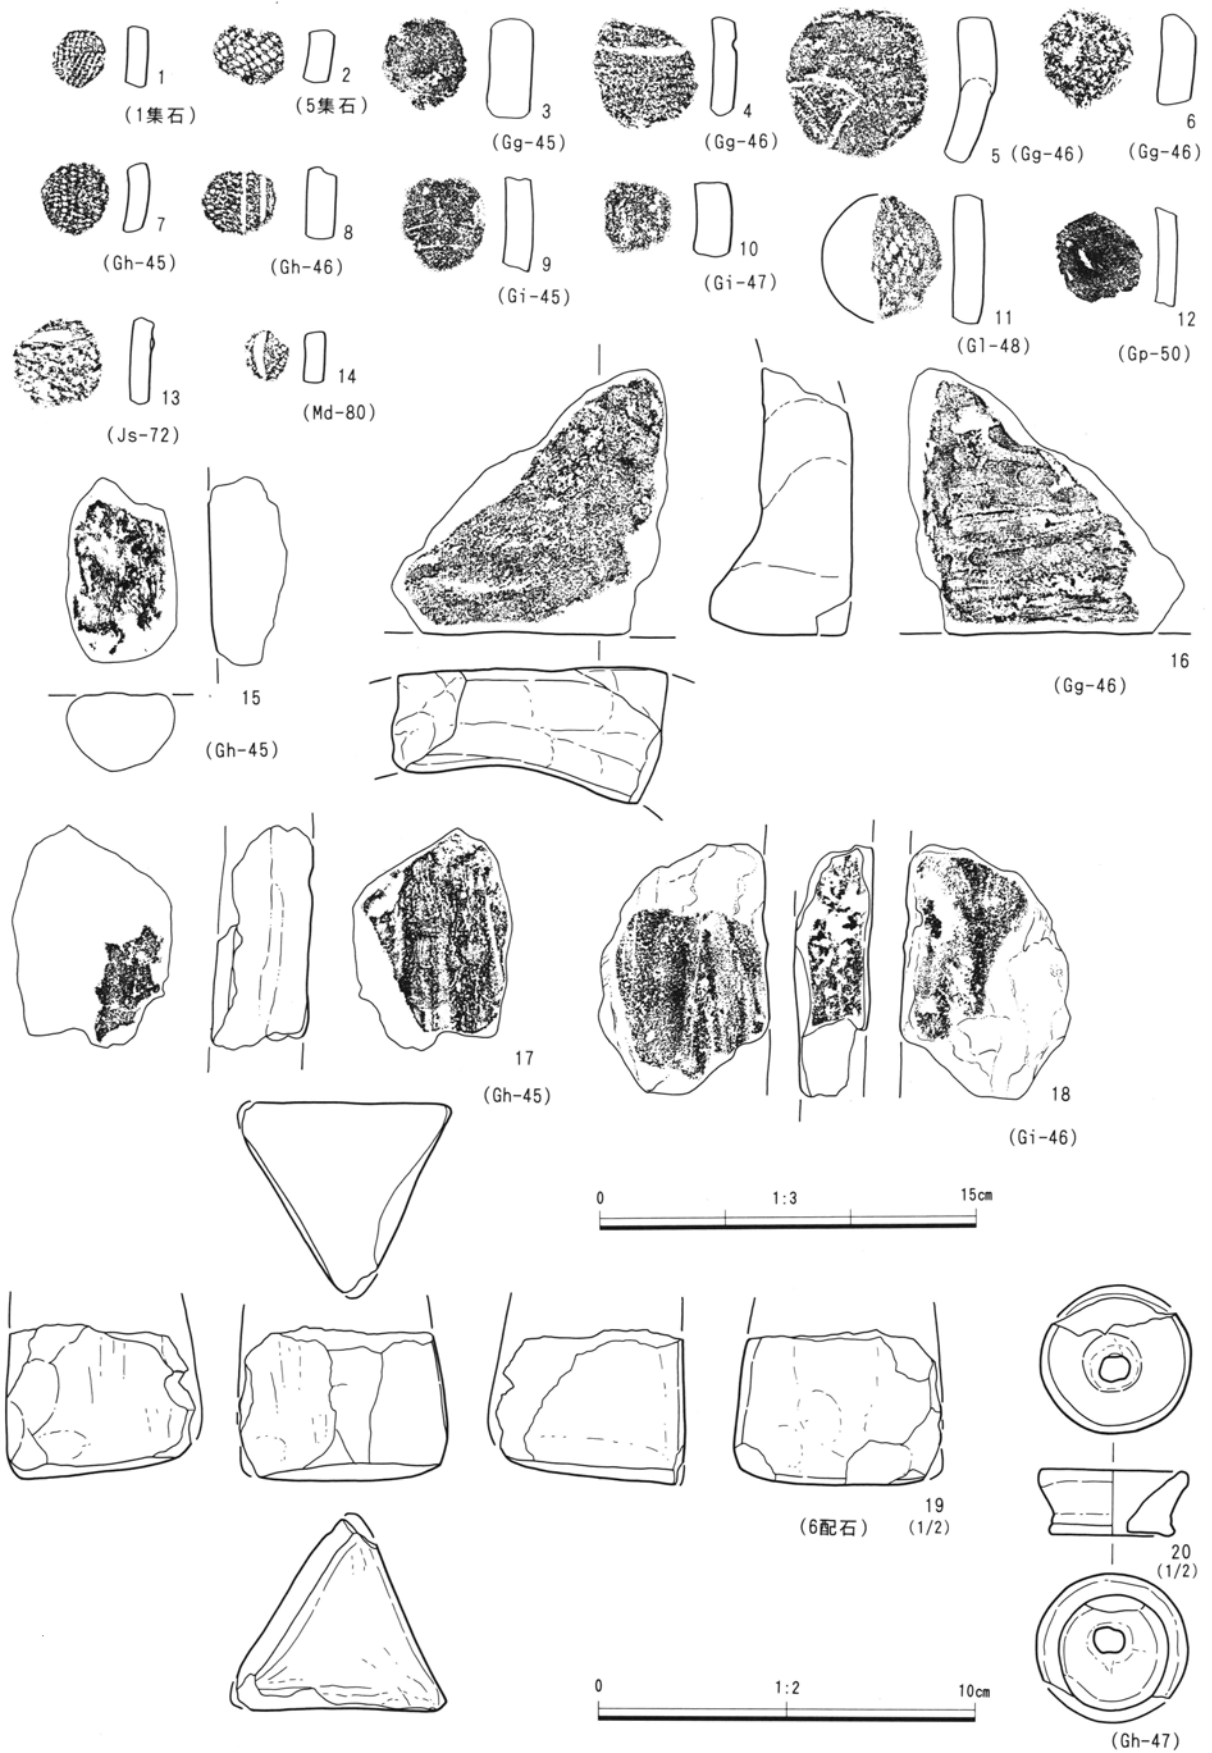 1
(1集石)
2
(5集石)
3
(Gg-45)
4
(Gg-46)
5 (Gg-46)
6
(Gg-46)
7
(Gh-45)
8
(Gh-46)
9
(Gi-45)
10
(Gi-47)
11
(Gl-48)
12
(Gp-50)
13
(Js-72)
14
(Md-80)
15
(Gh-45)
16
(Gg-46)
17
(Gh-45)
18
(Gi-46)
0 1:3 15cm
19
(6配石) (1/2)
20
(1/2)
0 1:2 10cm
(Gh-47)